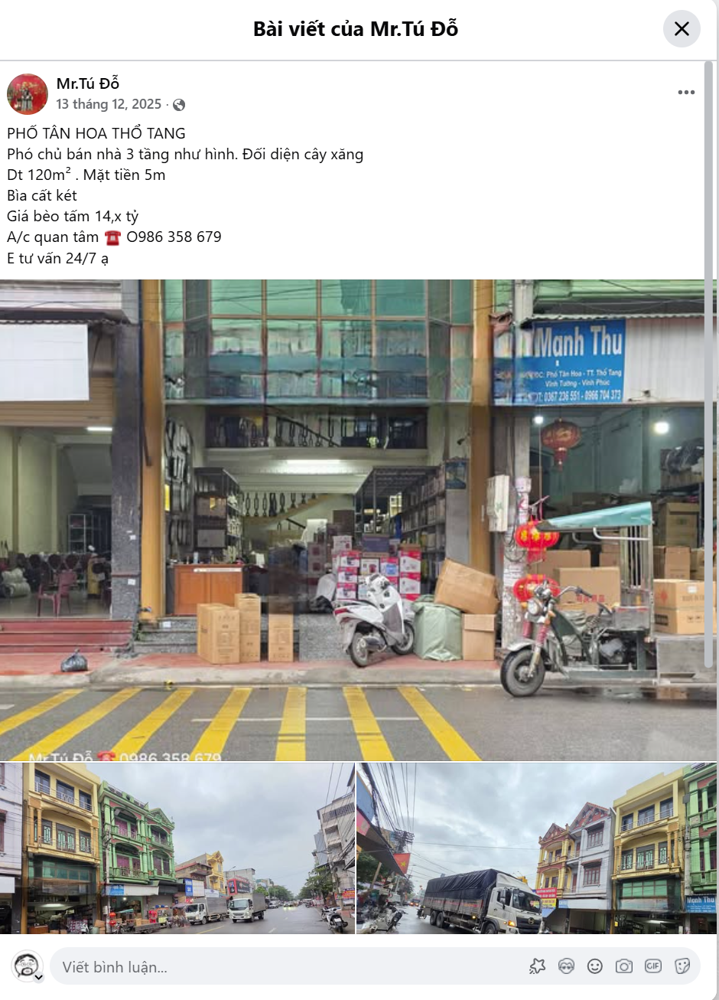 Bài viết của Mr.Tú Đỗ
Mr.Tú Đỗ
13 tháng 12, 2025 ·
PHỐ TÂN HOA THỔ TANG
Phó chủ bán nhà 3 tầng như hình. Đối diện cây xăng
Dt 120m² . Mặt tiền 5m
Bìa cất két
Giá bèo tấm 14,x tỷ
A/c quan tâm ☎️ O986 358 679
E tư vấn 24/7 ạ
Manh Thu
ĐC: Phố Tân Hoa - TT. Thổ Tang
Vĩnh Tường - Vĩnh Phúc
ĐT: 0367 236 551 - 0966 704 373
Mr.Tú Đỗ ☎️ 0986 358 679
Manh Thu
Viết bình luận...
GIF